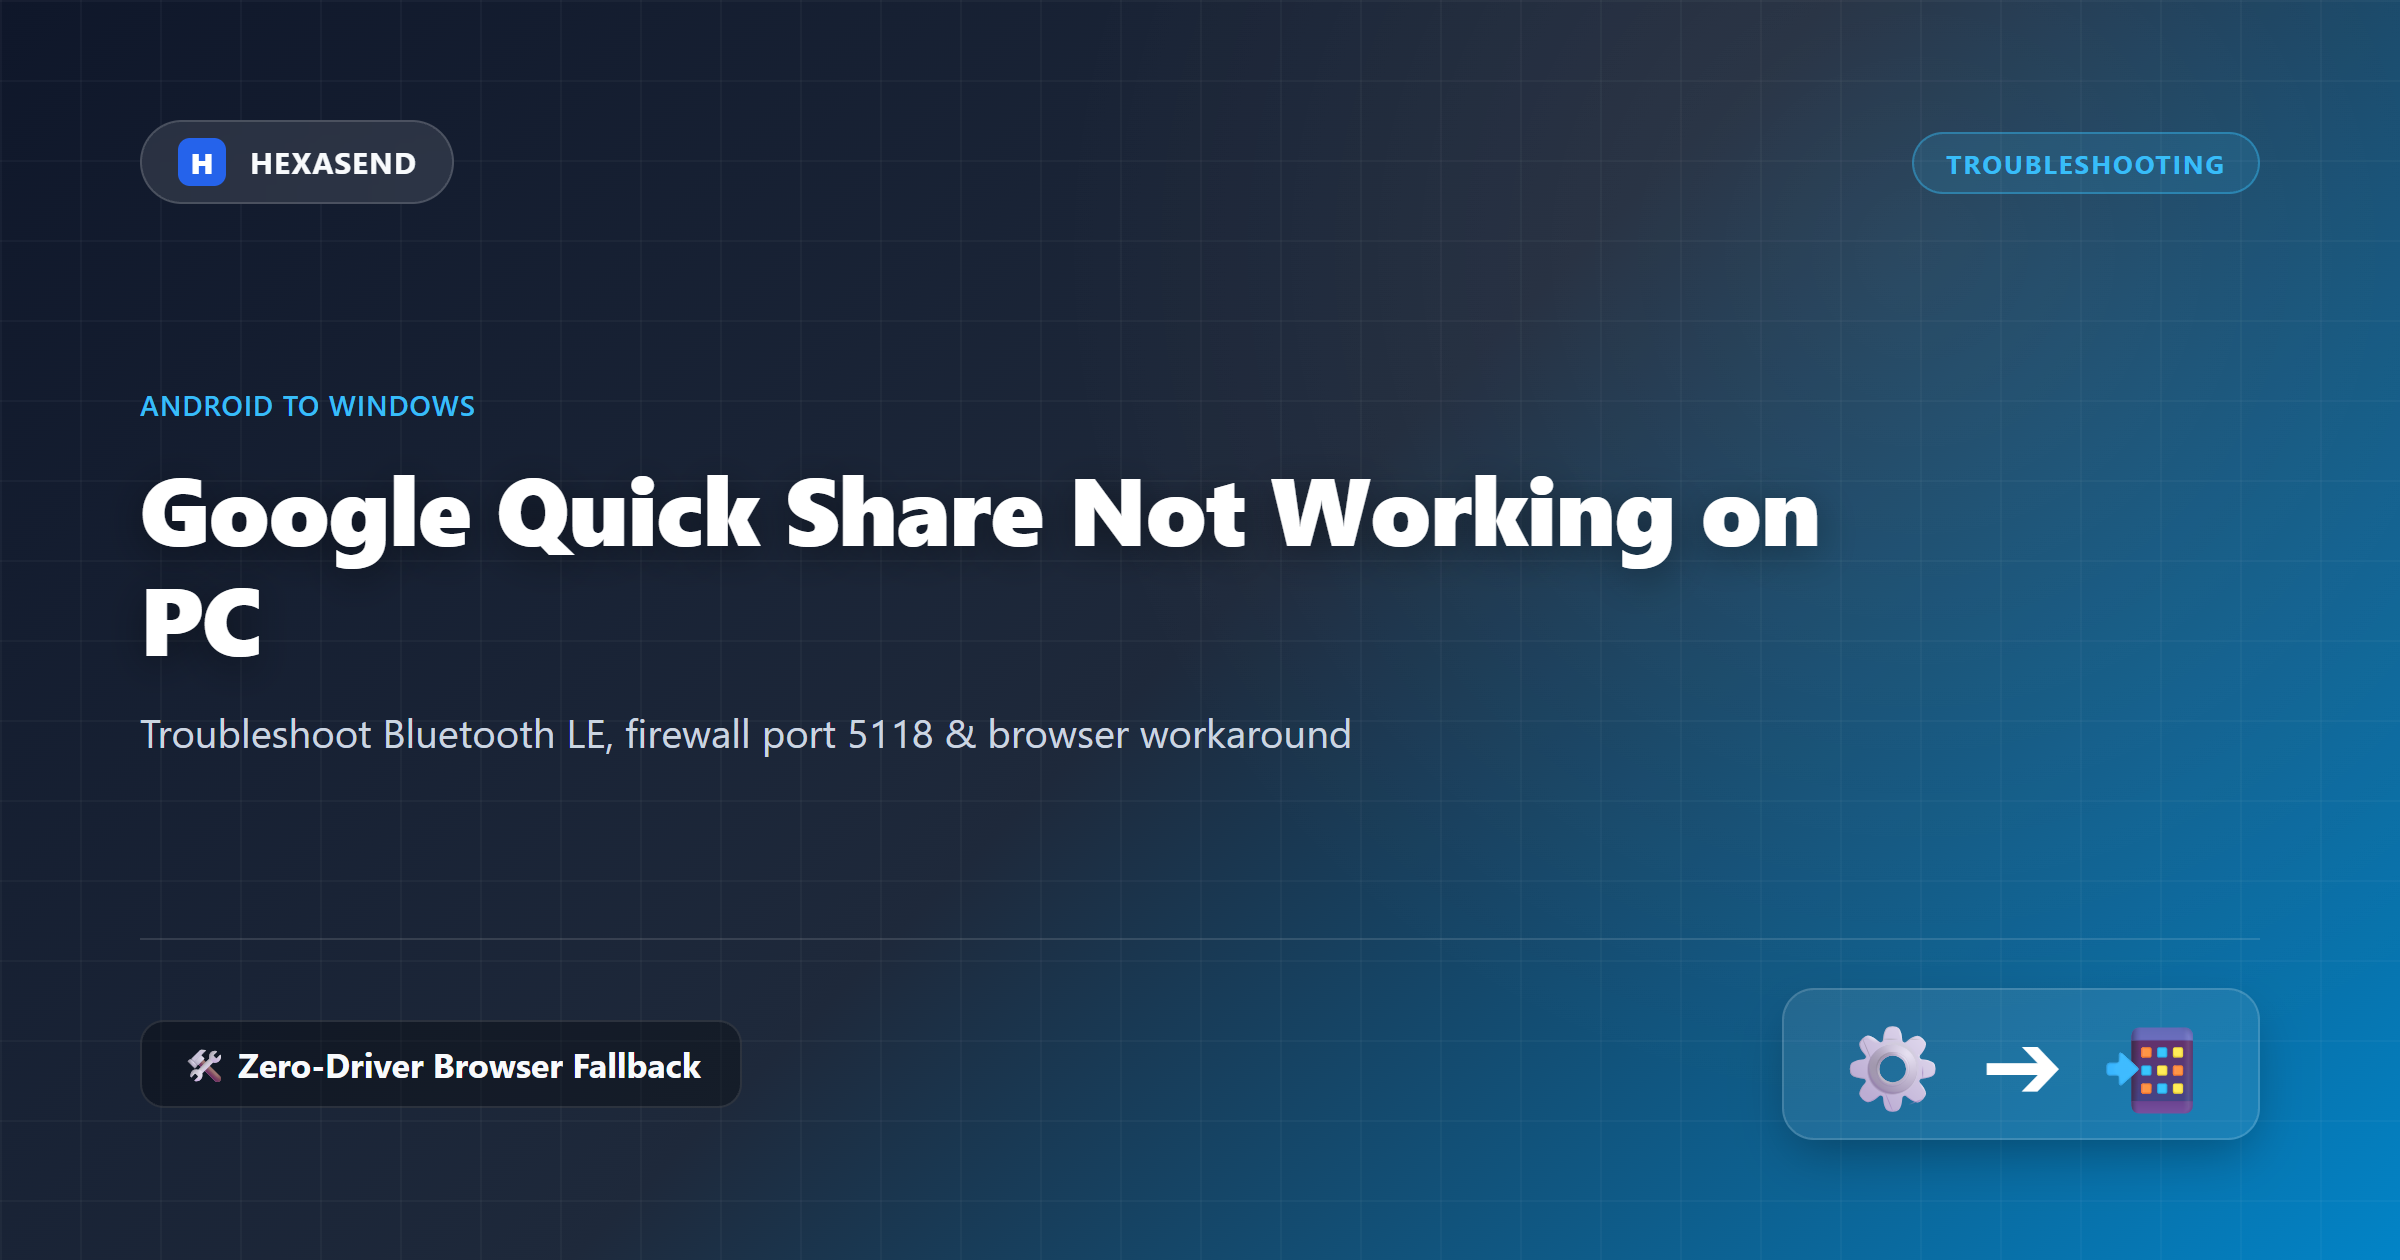 H HEXASEND
TROUBLESHOOTING
ANDROID TO WINDOWS
Google Quick Share Not Working on
PC
Troubleshoot Bluetooth LE, firewall port 5118 & browser workaround
Zero-Driver Browser Fallback